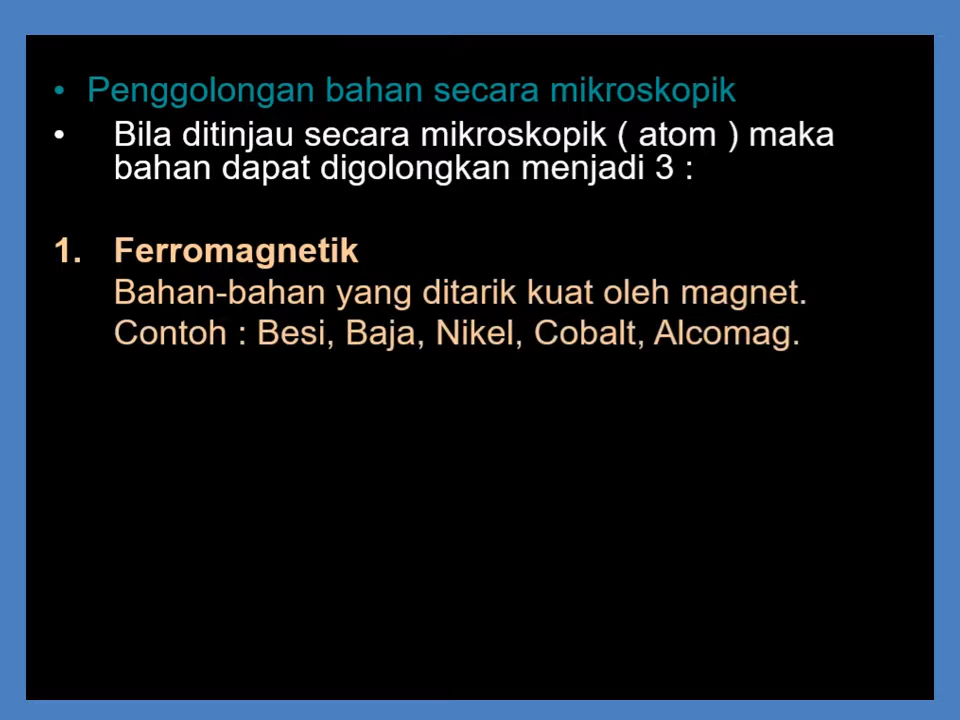 • Penggolongan bahan secara mikroskopik
• Bila ditinjau secara mikroskopik ( atom ) maka
bahan dapat digolongkan menjadi 3 :
1. Ferromagnetik
Bahan-bahan yang ditarik kuat oleh magnet.
Contoh : Besi, Baja, Nikel, Cobalt, Alcomag.